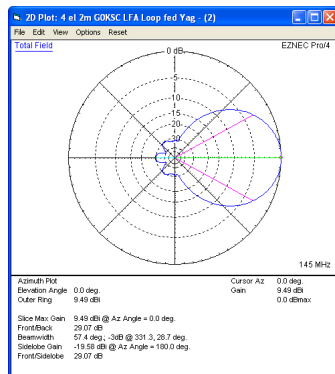 2D Plot: 4 el 2m G0KSC LFA Loop fed Yag - (2)
File Edit View Options Reset
Total Field
EZNEC Pro/4
0 dB
-5
-10
-15
-20
-30
145 MHz
Azimuth Plot
Elevation Angle 0.0 deg.
Outer Ring 9.49 dBi
Cursor Az 0.0 deg.
Gain 9.49 dBi
0.0 dBmax
Slice Max Gain 9.49 dBi @ Az Angle = 0.0 deg.
Front/Back 29.07 dB
Beamwidth 57.4 deg.; -3dB @ 331.3, 28.7 deg.
Sidelobe Gain -19.58 dBi @ Az Angle = 180.0 deg.
Front/Sidelobe 29.07 dB